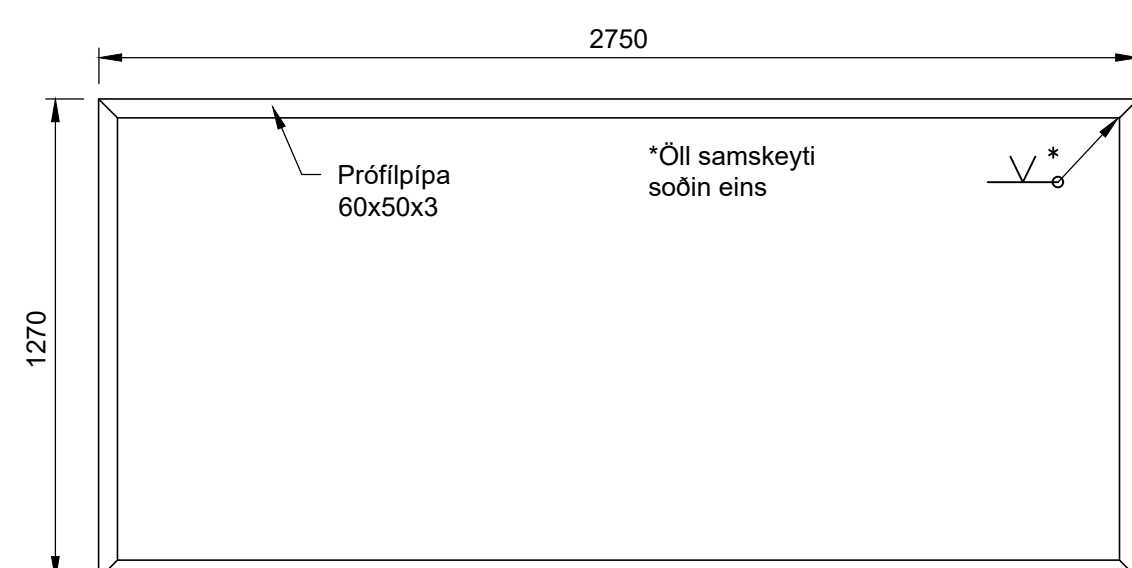 2750
Prófílpípa
60x50x3
*Öll samskeyti
soðin eins
*
1270